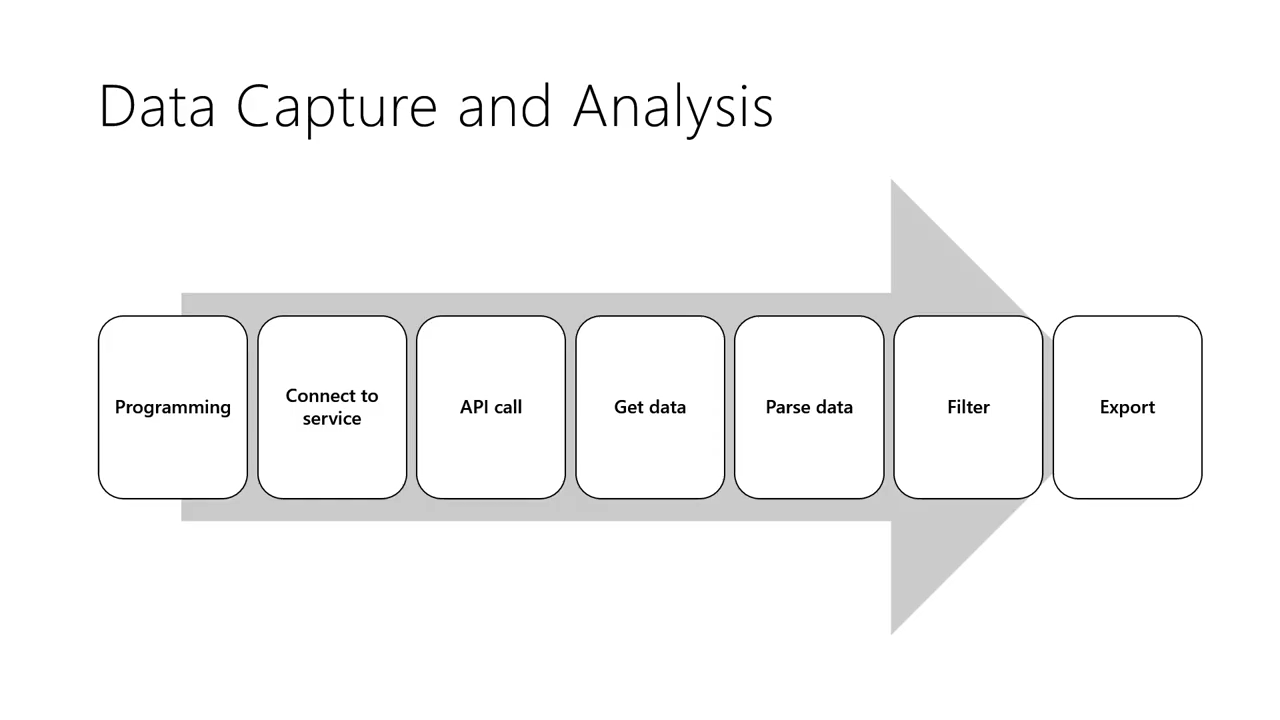 Data Capture and Analysis
Programming
Connect to
service
API call
Get data
Parse data
Filter
Export